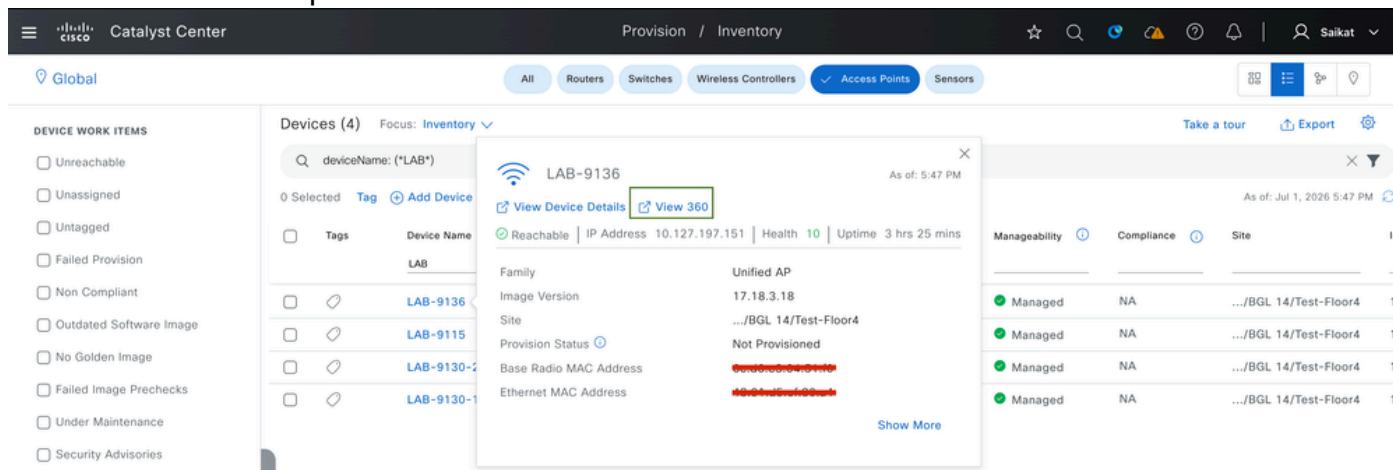 cisco Catalyst Center Provision / Inventory Saikat
Global All Routers Switches Wireless Controllers Access Points Sensors
DEVICE WORK ITEMS
Unreachable
Unassigned
Untagged
Failed Provision
Non Compliant
Outdated Software Image
No Golden Image
Failed Image Prechecks
Under Maintenance
Security Advisories
Devices (4) Focus: Inventory Take a tour Export
deviceName: (*LAB*)
0 Selected Tag Add Device As of: Jul 1, 2026 5:47 PM
Tags Device Name Manageability Compliance Site
LAB
LAB-9136 Managed NA .../BGL 14/Test-Floor4
LAB-9115 Managed NA .../BGL 14/Test-Floor4
LAB-9130-2 Managed NA .../BGL 14/Test-Floor4
LAB-9130-1 Managed NA .../BGL 14/Test-Floor4
LAB-9136 As of: 5:47 PM
View Device Details View 360
Reachable | IP Address 10.127.197.151 | Health 10 | Uptime 3 hrs 25 mins
Family Unified AP
Image Version 17.18.3.18
Site .../BGL 14/Test-Floor4
Provision Status Not Provisioned
Base Radio MAC Address
Ethernet MAC Address
Show More